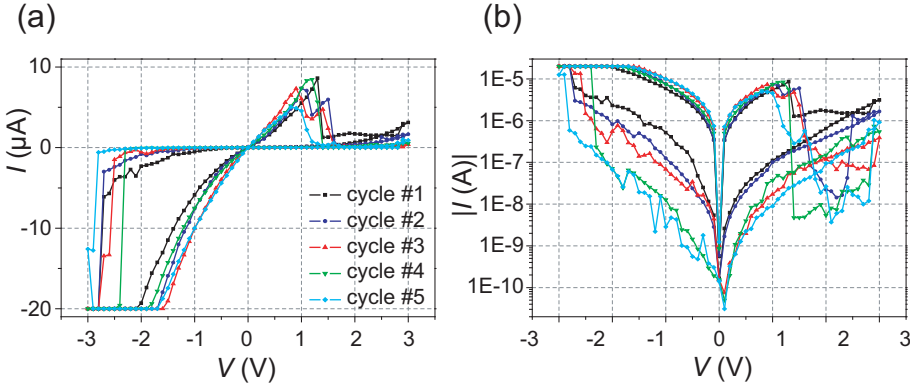 (a)
10
0
-10
-20
I (µA)
-3
-2
-1
0
1
2
3
V (V)
cycle #1
cycle #2
cycle #3
cycle #4
cycle #5
(b)
1E-5
1E-6
1E-7
1E-8
1E-9
1E-10
|I (A)|
-3
-2
-1
0
1
2
3
V (V)